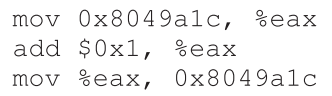 mov 0x8049a1c, %eax
add $0x1, %eax
mov %eax, 0x8049a1c